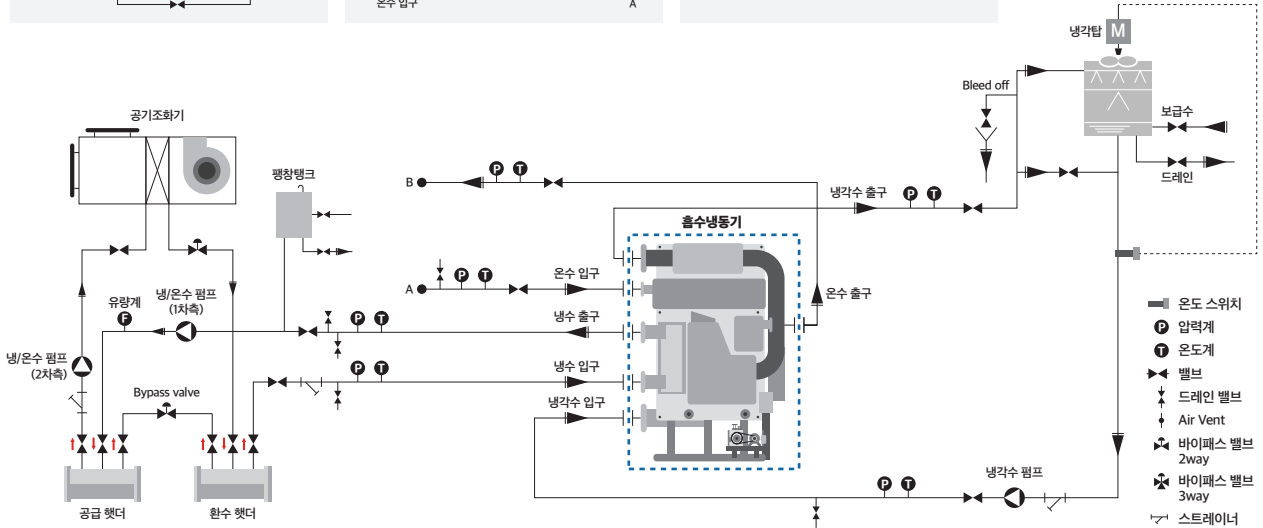 온수 입구
A
냉각탑
M
Bleed off
보급수
드레인
공기조화기
팽창탱크
B
P
T
냉각수 출구
P
T
흡수냉동기
A
P
T
온수 입구
온수 출구
유량계
F
냉/온수 펌프
(1차측)
P
T
냉수 출구
냉/온수 펌프
(2차측)
P
T
냉수 입구
Bypass valve
냉각수 입구
P
T
냉각수 펌프
공급 헷더
환수 헷더
온도 스위치
P 압력계
T 온도계
밸브
드레인 밸브
Air Vent
바이패스 밸브
2way
바이패스 밸브
3way
스트레이너